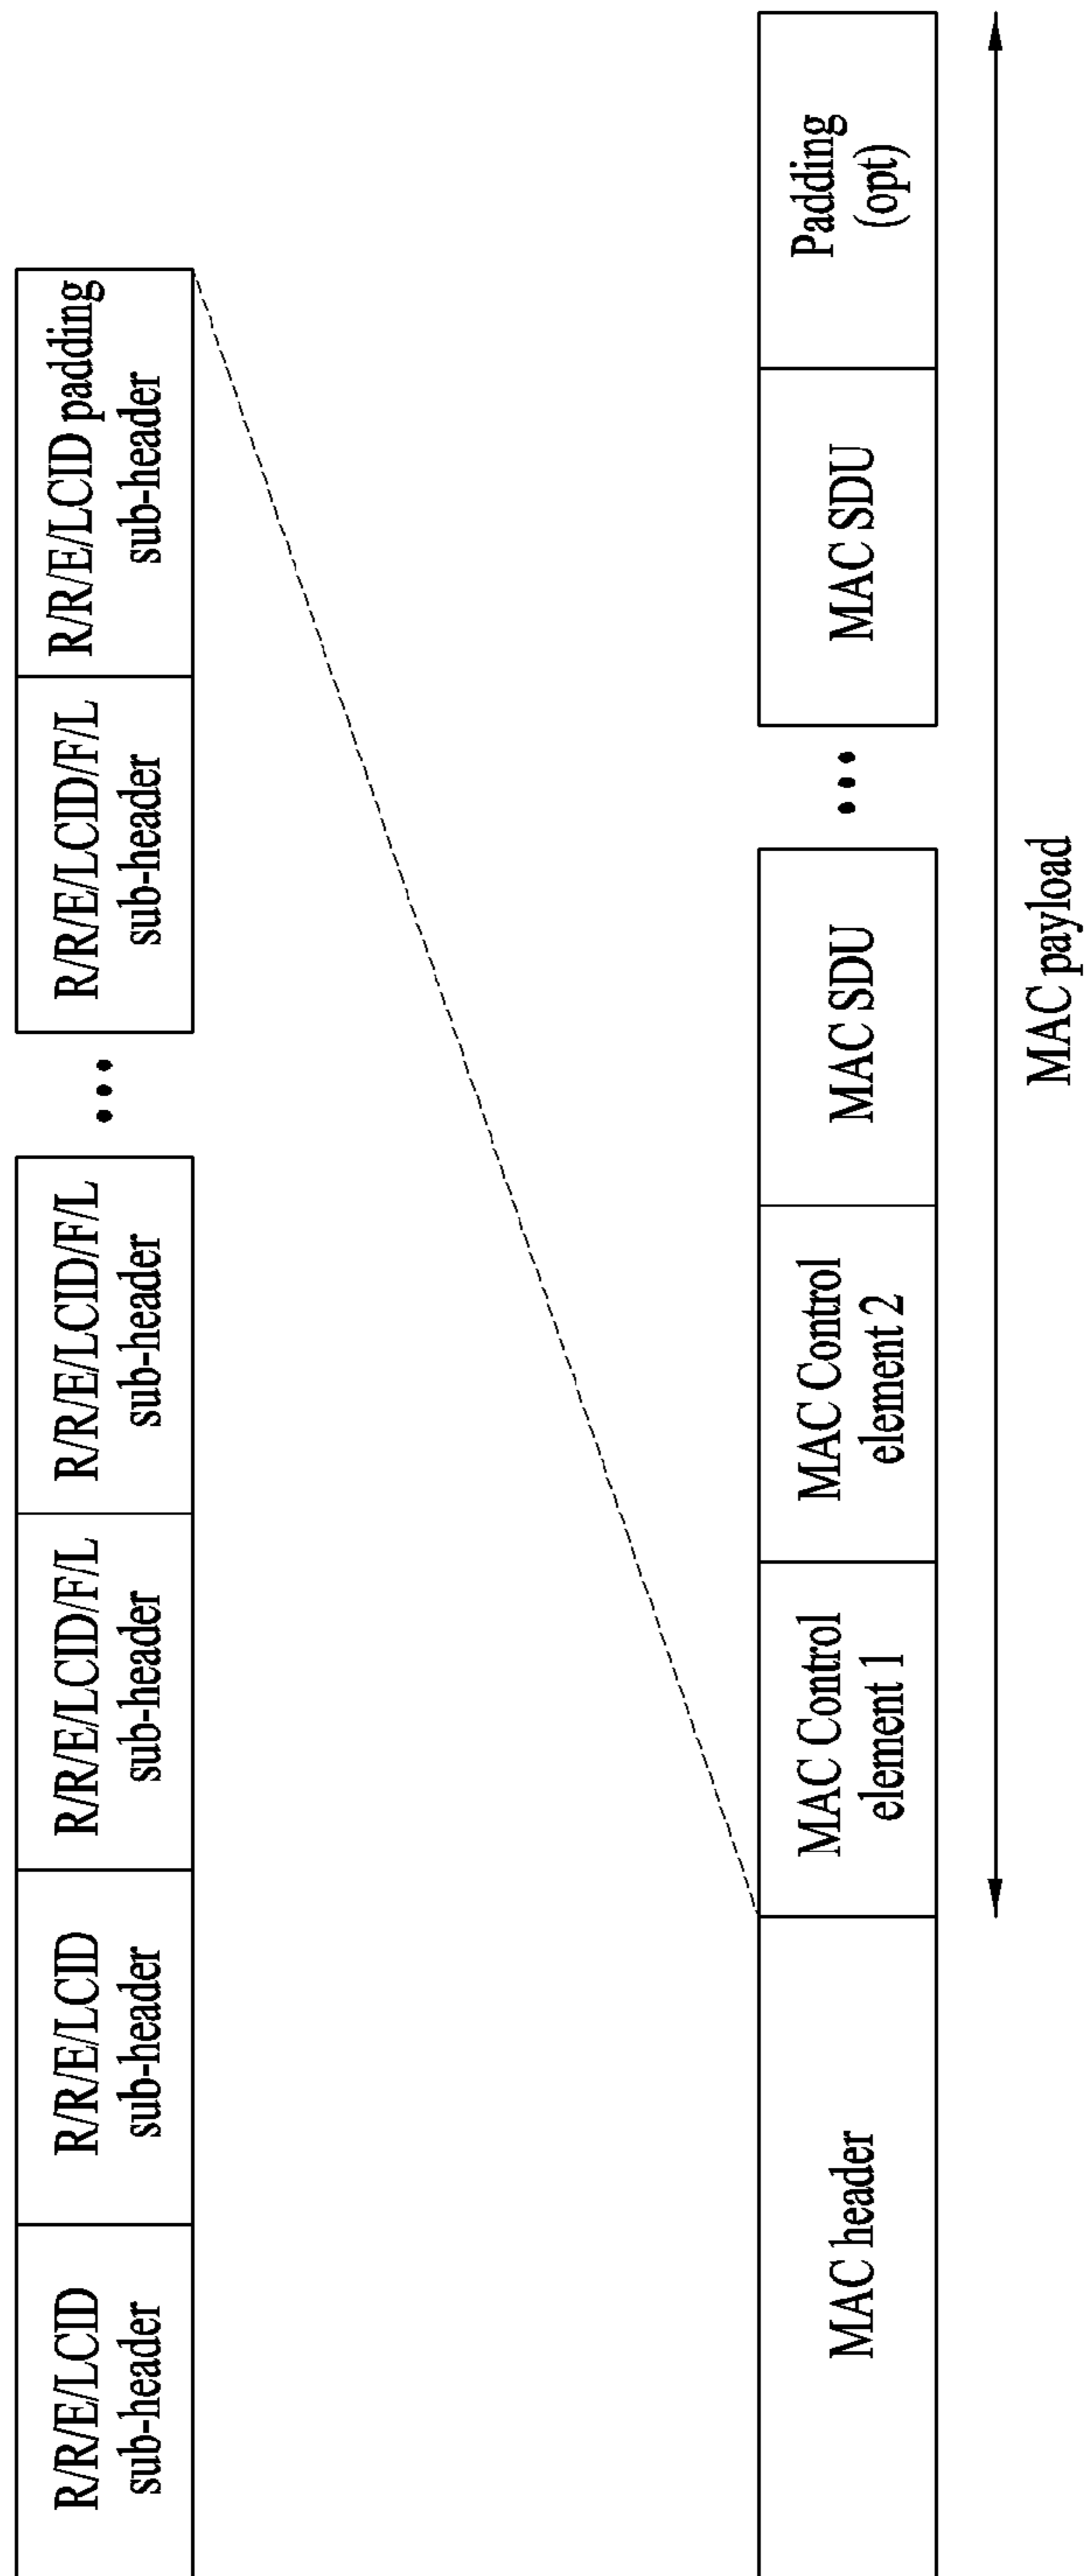 R/R/E/LCID
sub-header
R/R/E/LCID
sub-header
R/R/E/LCID/F/L
sub-header
R/R/E/LCID/F/L
sub-header
...
R/R/E/LCID/F/L
sub-header
R/R/E/LCID padding
sub-header
MAC header
MAC Control
element 1
MAC Control
element 2
MAC SDU
...
MAC SDU
Padding
(opt)
MAC payload